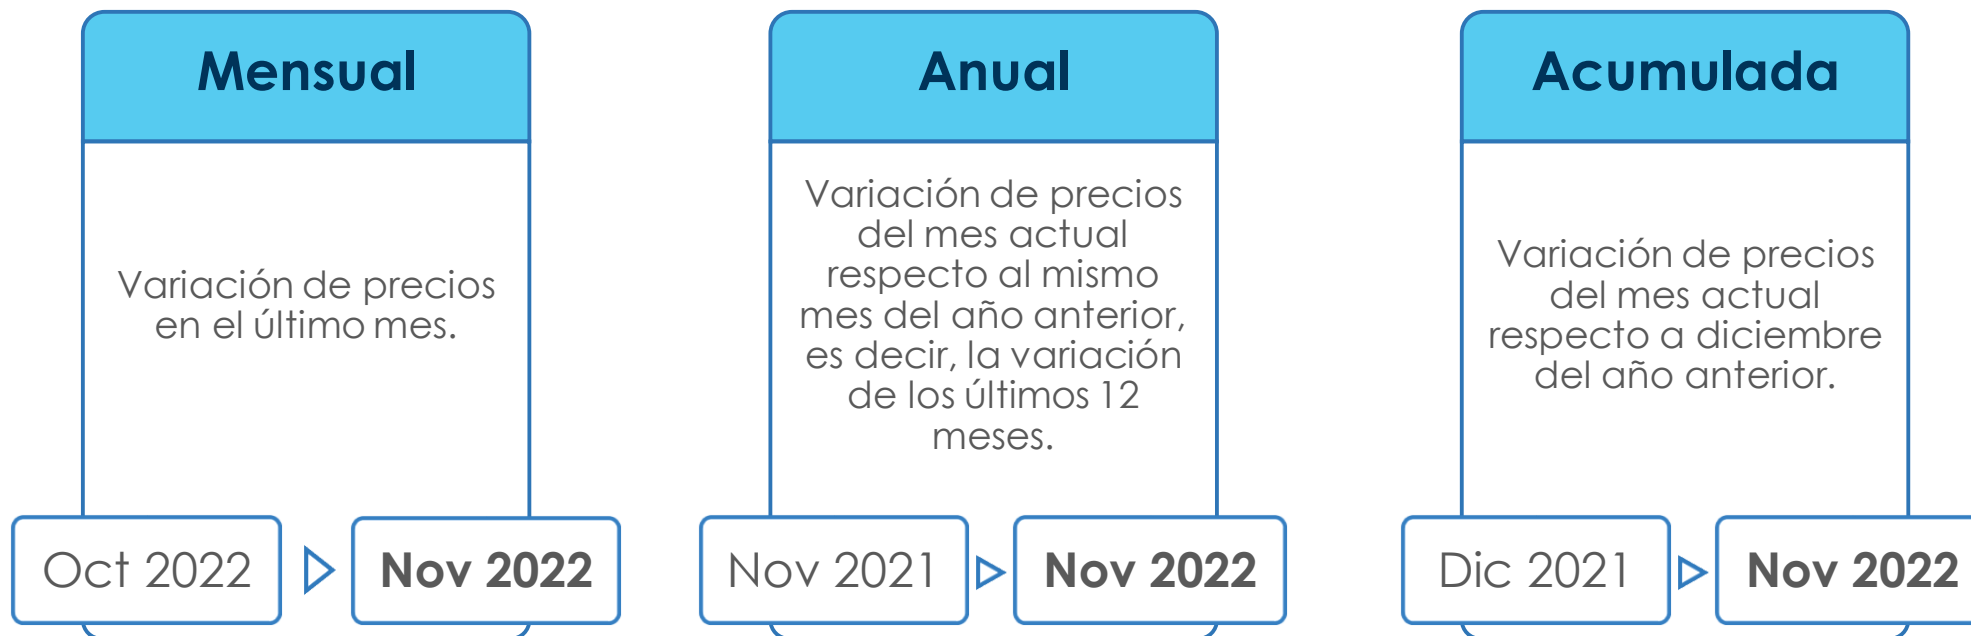 Mensual
Variación de precios
en el último mes.
Oct 2022
Nov 2022
Anual
Variación de precios
del mes actual
respecto al mismo
mes del año anterior,
es decir, la variación
de los últimos 12
meses.
Nov 2021
Nov 2022
Acumulada
Variación de precios
del mes actual
respecto a diciembre
del año anterior.
Dic 2021
Nov 2022